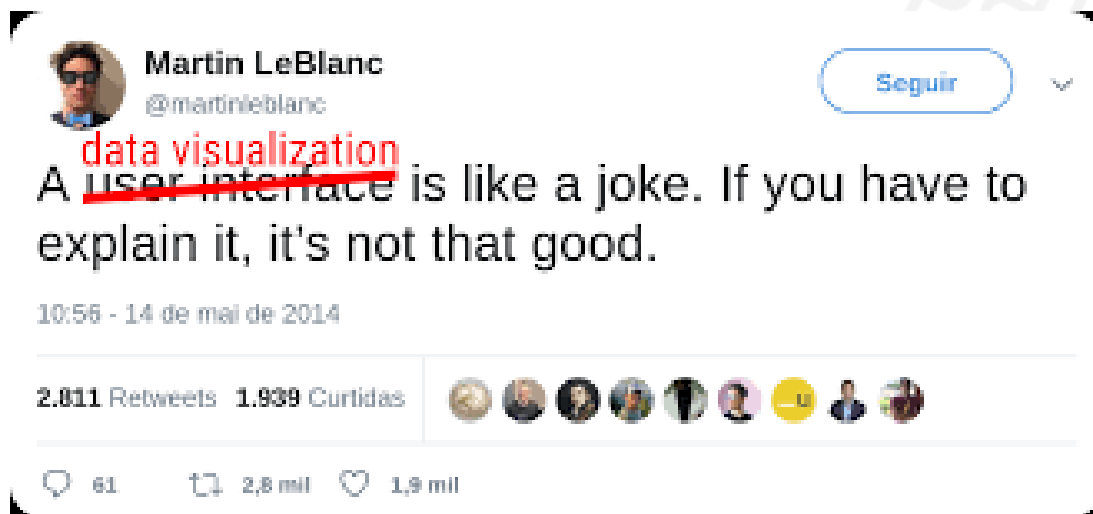 Martin LeBlanc
@martinleblanc
Seguir
data visualization
A user interface is like a joke. If you have to
explain it, it's not that good.
10:56 - 14 de mai de 2014
2.811 Retweets 1.939 Curtidas
_U
61 2,8 mil 1,9 mil